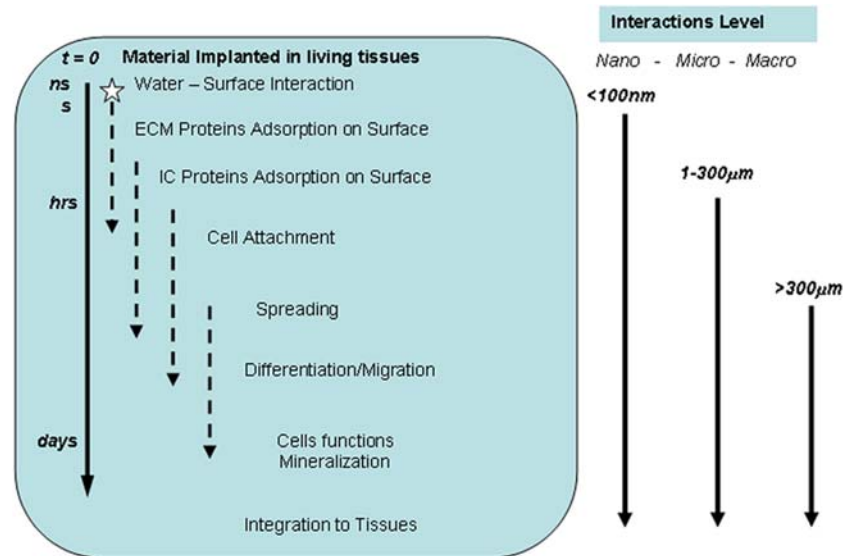 t = 0 Material Implanted in living tissues
ns Water – Surface Interaction
s
ECM Proteins Adsorption on Surface
IC Proteins Adsorption on Surface
hrs
Cell Attachment
Spreading
Differentiation/Migration
days
Cells functions
Mineralization
Integration to Tissues
Interactions Level
Nano - Micro - Macro
<100nm
1-300μm
>300μm